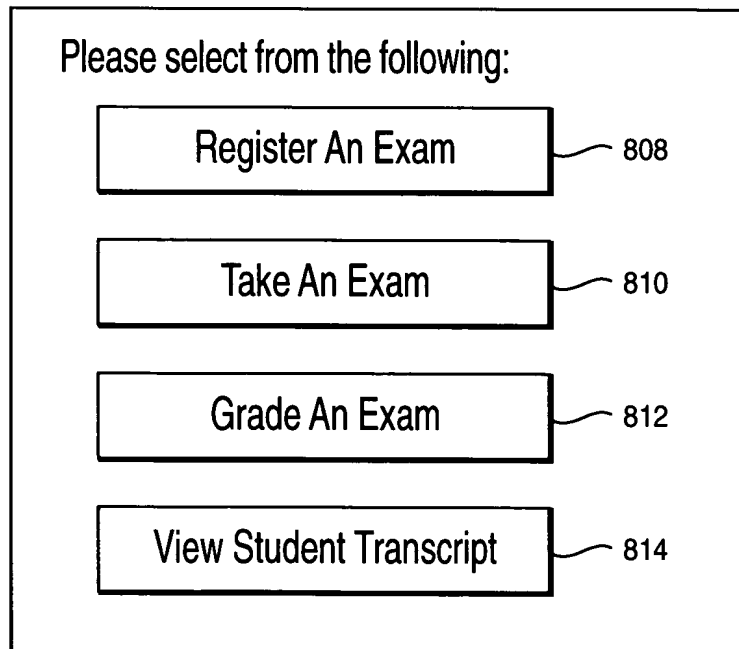 Please select from the following:
Register An Exam 808
Take An Exam 810
Grade An Exam 812
View Student Transcript 814